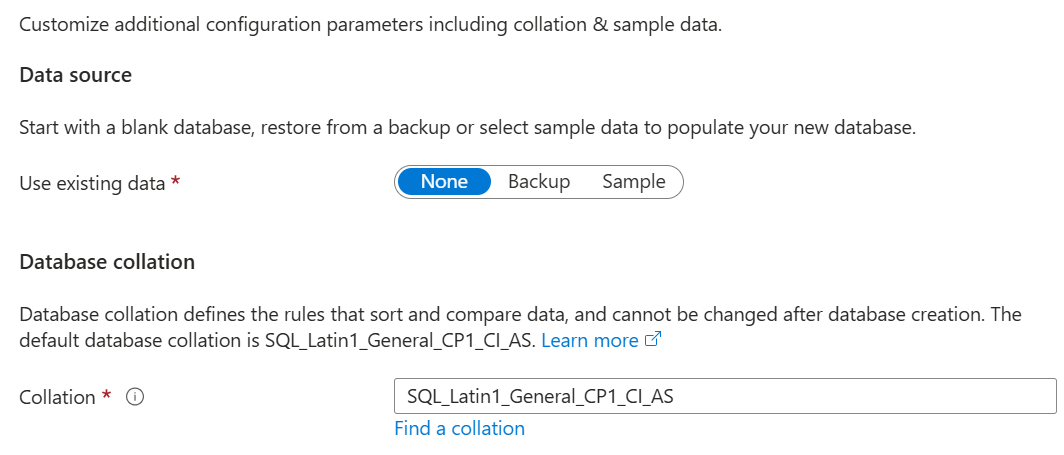 Customize additional configuration parameters including collation & sample data.
Data source
Start with a blank database, restore from a backup or select sample data to populate your new database.
Use existing data *
None Backup Sample
Database collation
Database collation defines the rules that sort and compare data, and cannot be changed after database creation. The
default database collation is SQL_Latin1_General_CP1_CI_AS. Learn more
Collation *
SQL_Latin1_General_CP1_CI_AS
Find a collation